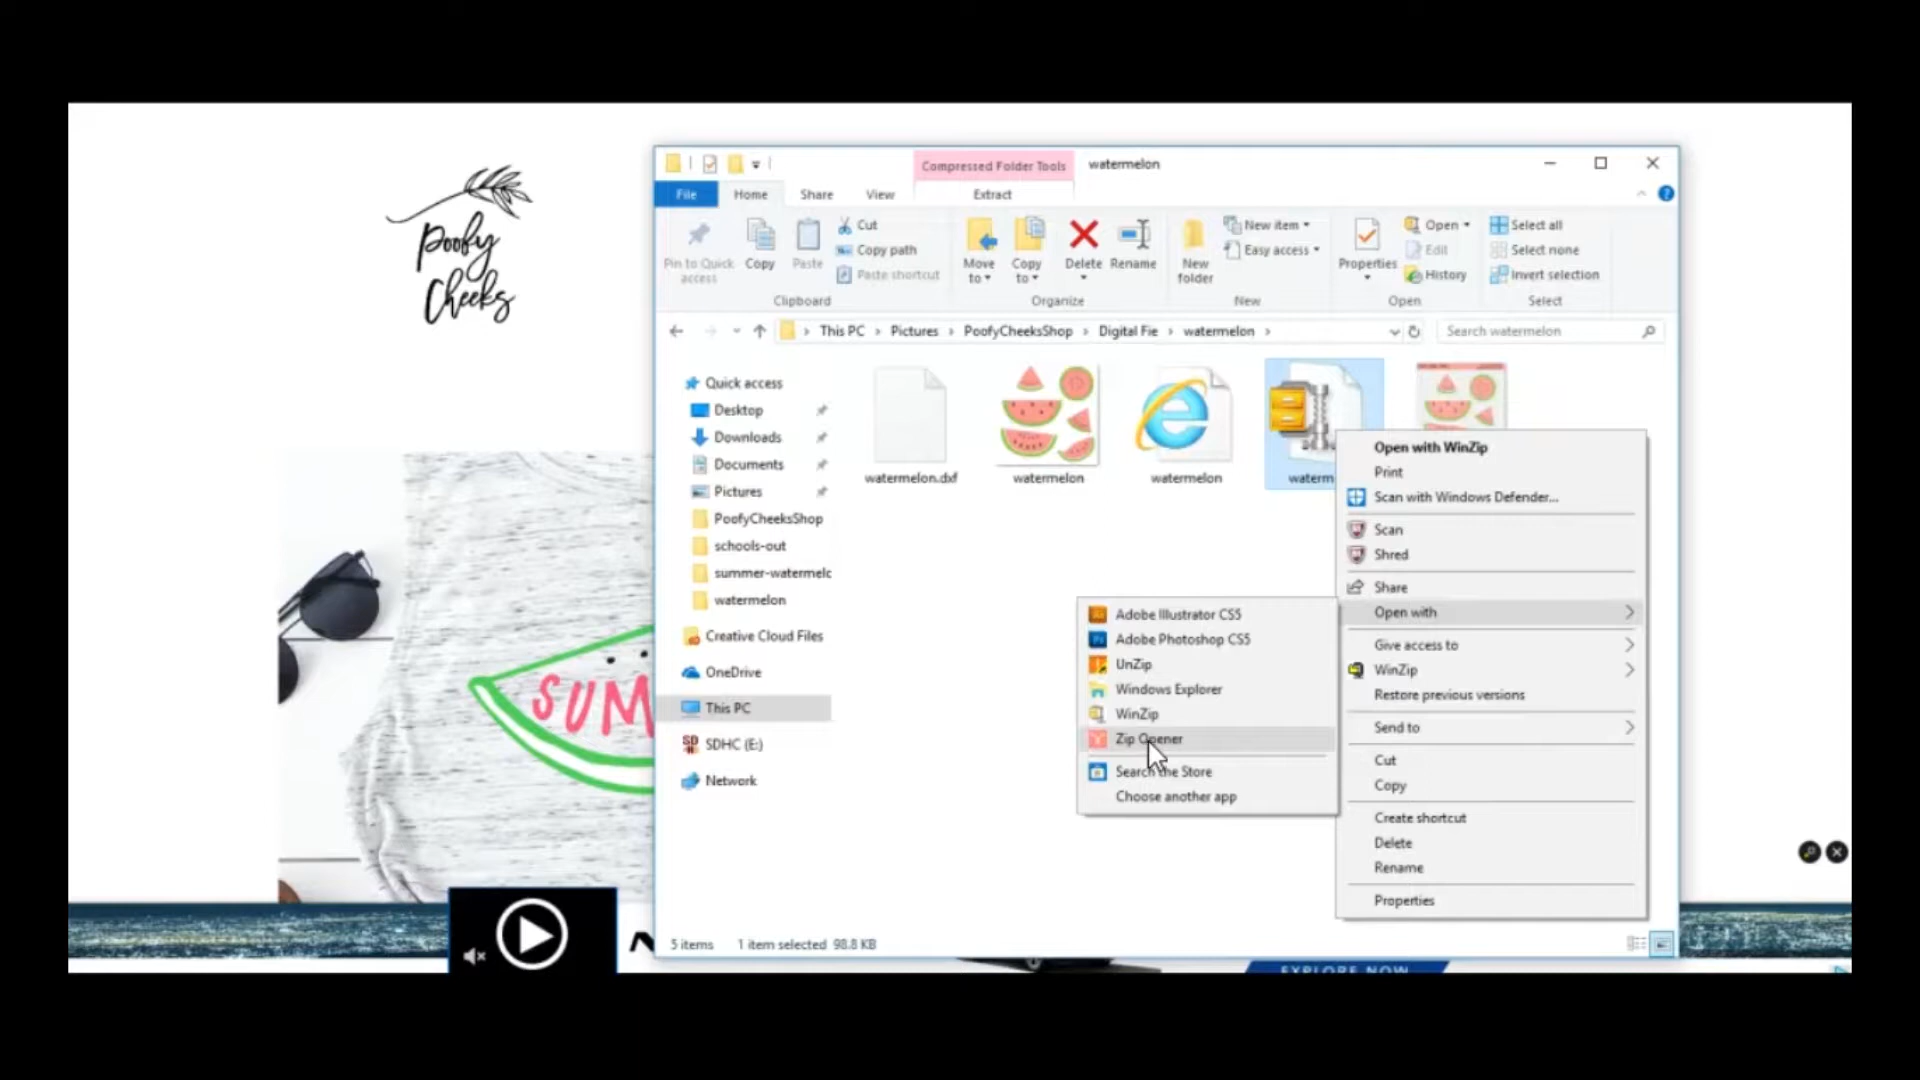 Poofy
Cheeks
SUM
Compressed Folder Tools
watermelon
File
Home
Share
View
Extract
Pin to Quick
access
Copy
Paste
Cut
Copy path
Paste shortcut
Clipboard
Move
to
Copy
to
Delete
Rename
Organize
New
folder
New item
Easy access
New
Properties
Open
Edit
History
Open
Select all
Select none
Invert selection
Select
This PC
Pictures
PoofyCheeksShop
Digital Fie
watermelon
Search watermelon
Quick access
Desktop
Downloads
Documents
Pictures
PoofyCheeksShop
schools-out
summer-watermelc
watermelon
Creative Cloud Files
OneDrive
This PC
SD
SDHC (E:)
Network
watermelon.dxf
watermelon
watermelon
waterm
Open with WinZip
Print
Scan with Windows Defender...
Scan
Shred
Share
Open with
Give access to
WinZip
Restore previous versions
Send to
Cut
Copy
Create shortcut
Delete
Rename
Properties
Adobe Illustrator CS5
Adobe Photoshop CS5
UnZip
Windows Explorer
WinZip
Zip Opener
Search the Store
Choose another app
5 items
1 item selected 98.8 KB
EXPLORE NOW